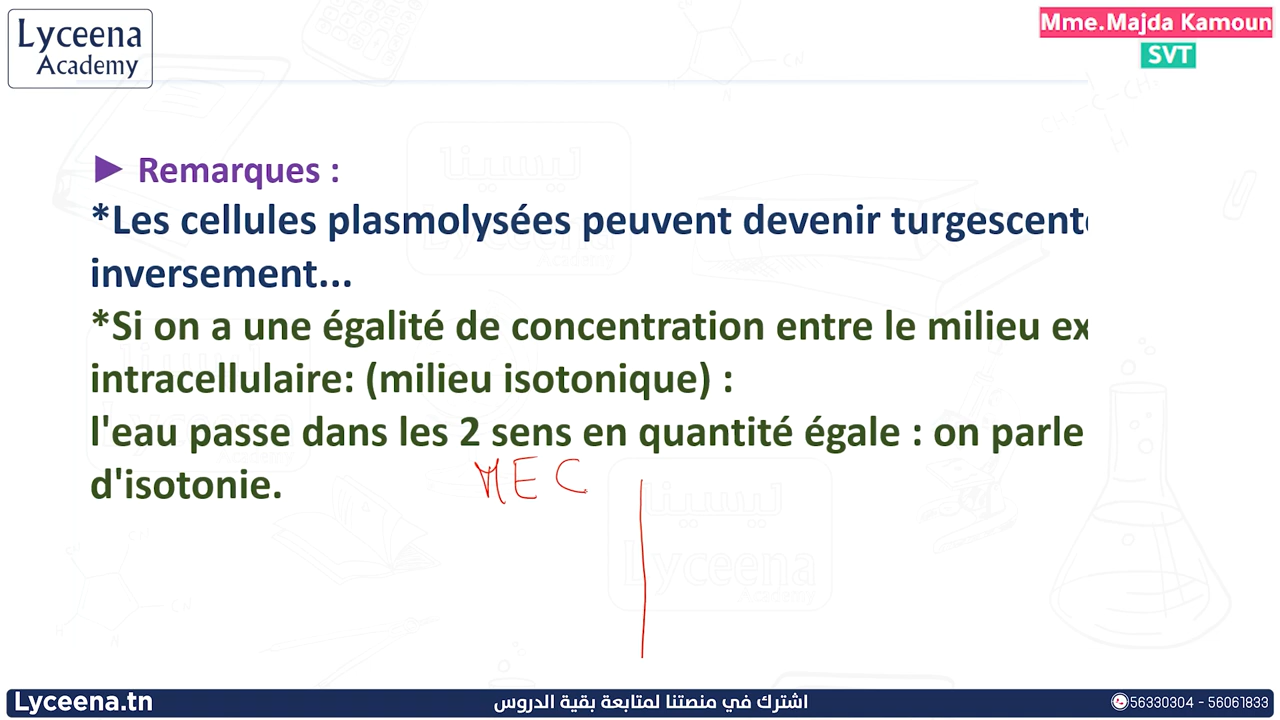 Lyceena
Academy
Mme.Majda Kamoun
SVT
► Remarques :
*Les cellules plasmolysées peuvent devenir turgescent
inversement...
*Si on a une égalité de concentration entre le milieu ex
intracellulaire: (milieu isotonique) :
l'eau passe dans les 2 sens en quantité égale : on parle
d'isotonie.
MEC
Lyceena.tn
اشترك في منصتنا لمتابعة بقية الدروس
56330304 - 56061833